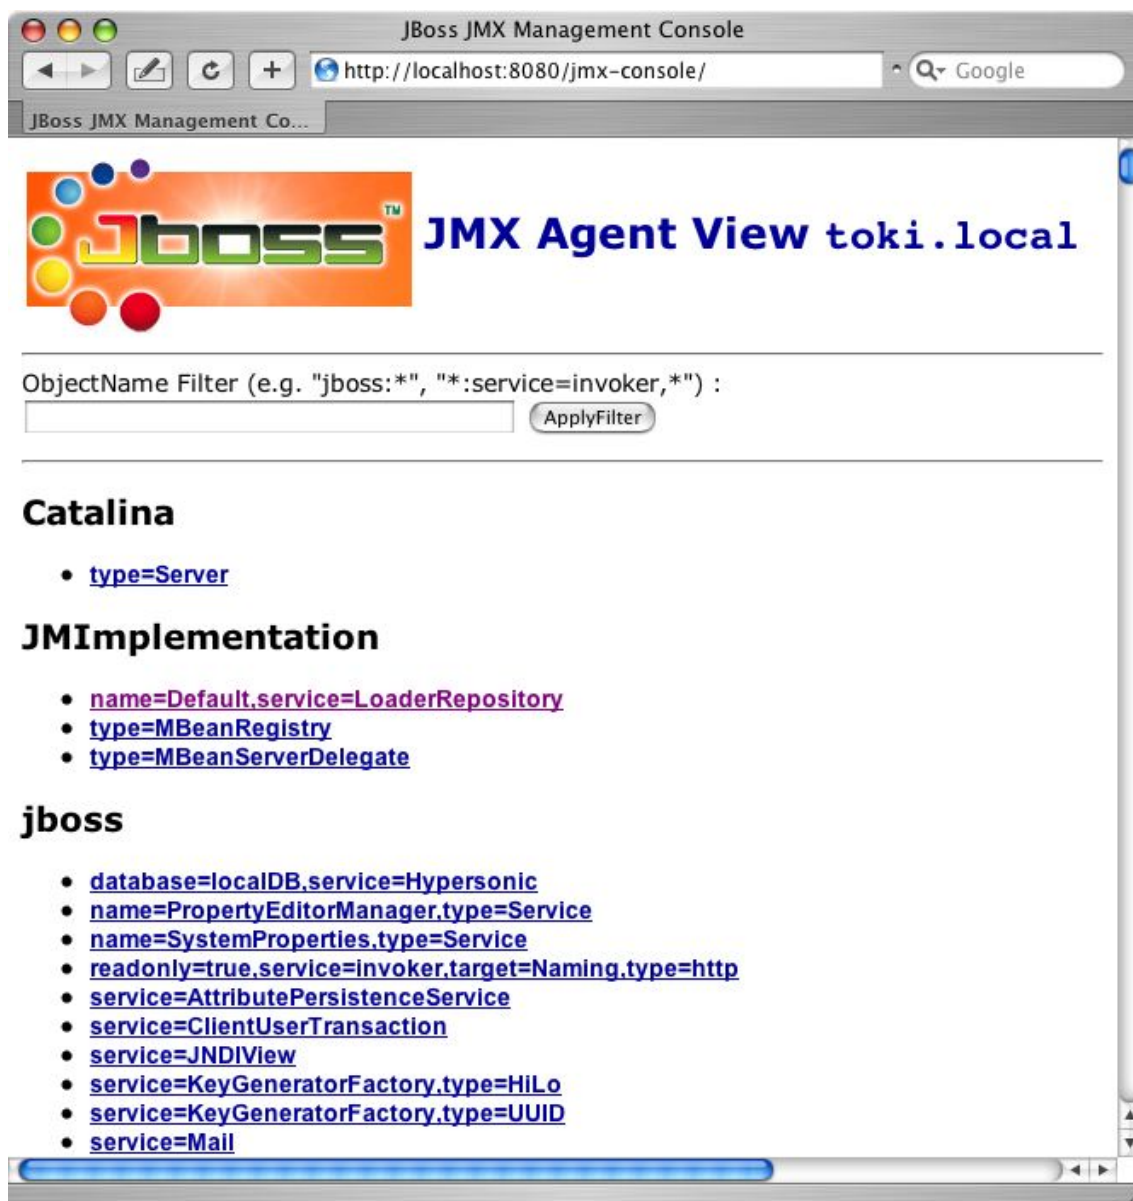 JBoss JMX Management Console
http://localhost:8080/jmx-console/
Google
JBoss JMX Management Co...
Jboss TM
JMX Agent View toki.local
ObjectName Filter (e.g. "jboss:*", "*:service=invoker,*") :
ApplyFilter
Catalina
type=Server
JMImplementation
name=Default,service=LoaderRepository
type=MBeanRegistry
type=MBeanServerDelegate
jboss
database=localDB,service=Hypersonic
name=PropertyEditorManager,type=Service
name=SystemProperties,type=Service
readonly=true,service=invoker,target=Naming,type=http
service=AttributePersistenceService
service=ClientUserTransaction
service=JNDIView
service=KeyGeneratorFactory,type=HiLo
service=KeyGeneratorFactory,type=UUID
service=Mail